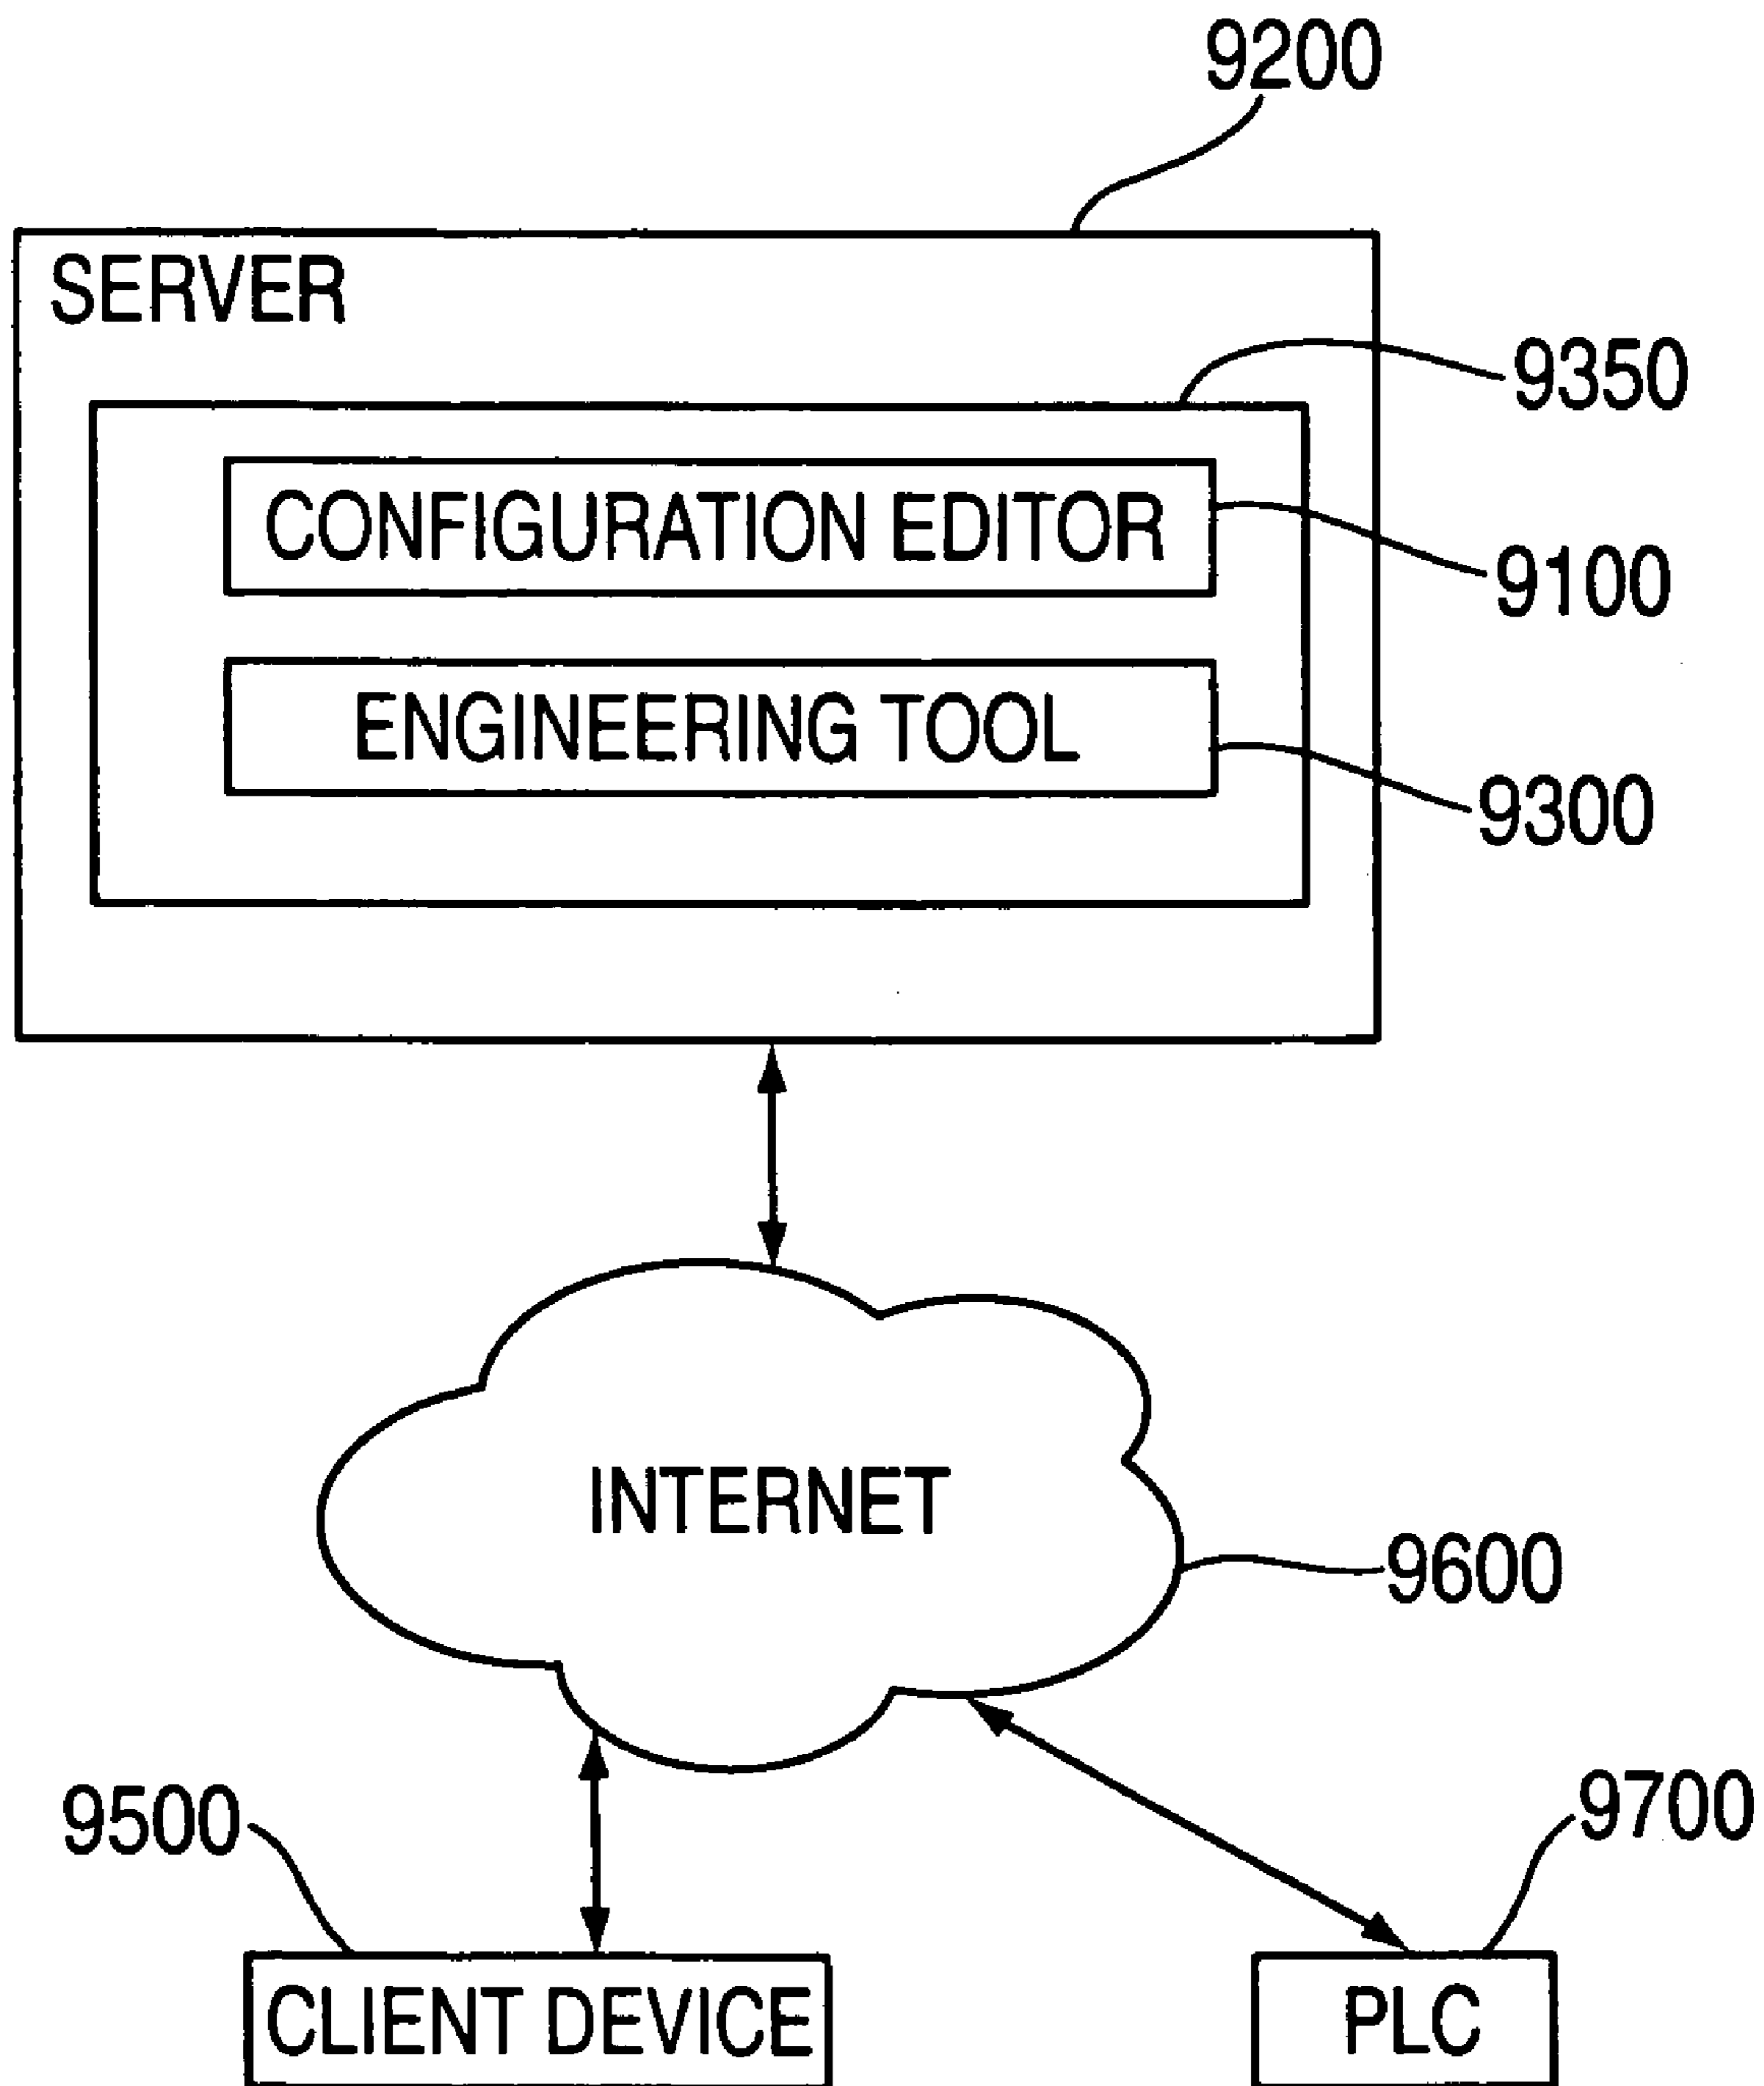 9200
SERVER
9350
CONFIGURATION EDITOR
9100
ENGINEERING TOOL
9300
INTERNET
9600
9500
9700
CLIENT DEVICE
PLC